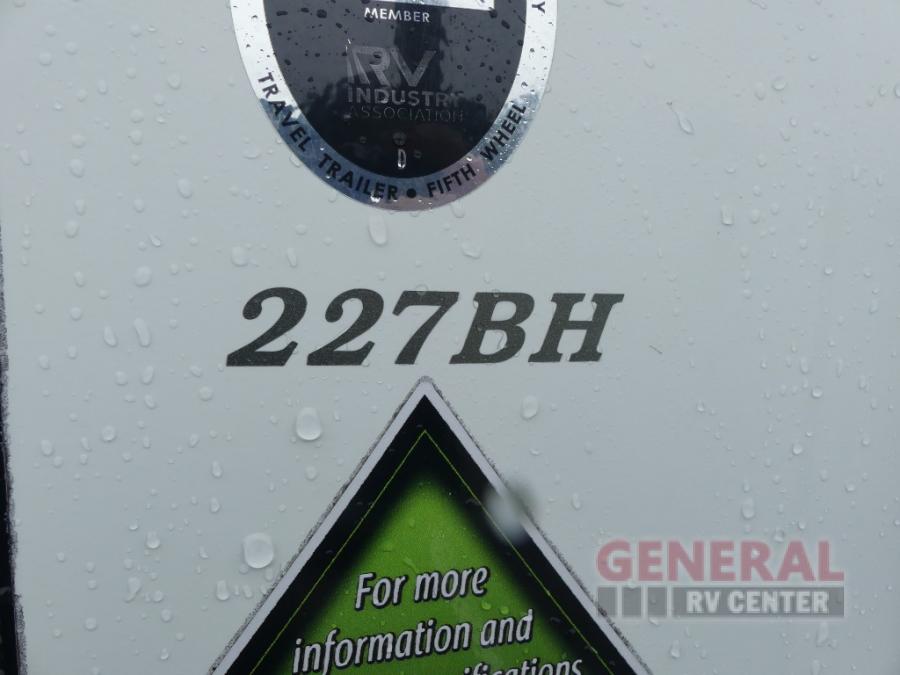 MEMBER
RV
INDUSTRY
ASSOCIATION
D
TRAVEL TRAILER • FIFTH WHEEL
227BH
For more
information and
GENERAL
RV CENTER